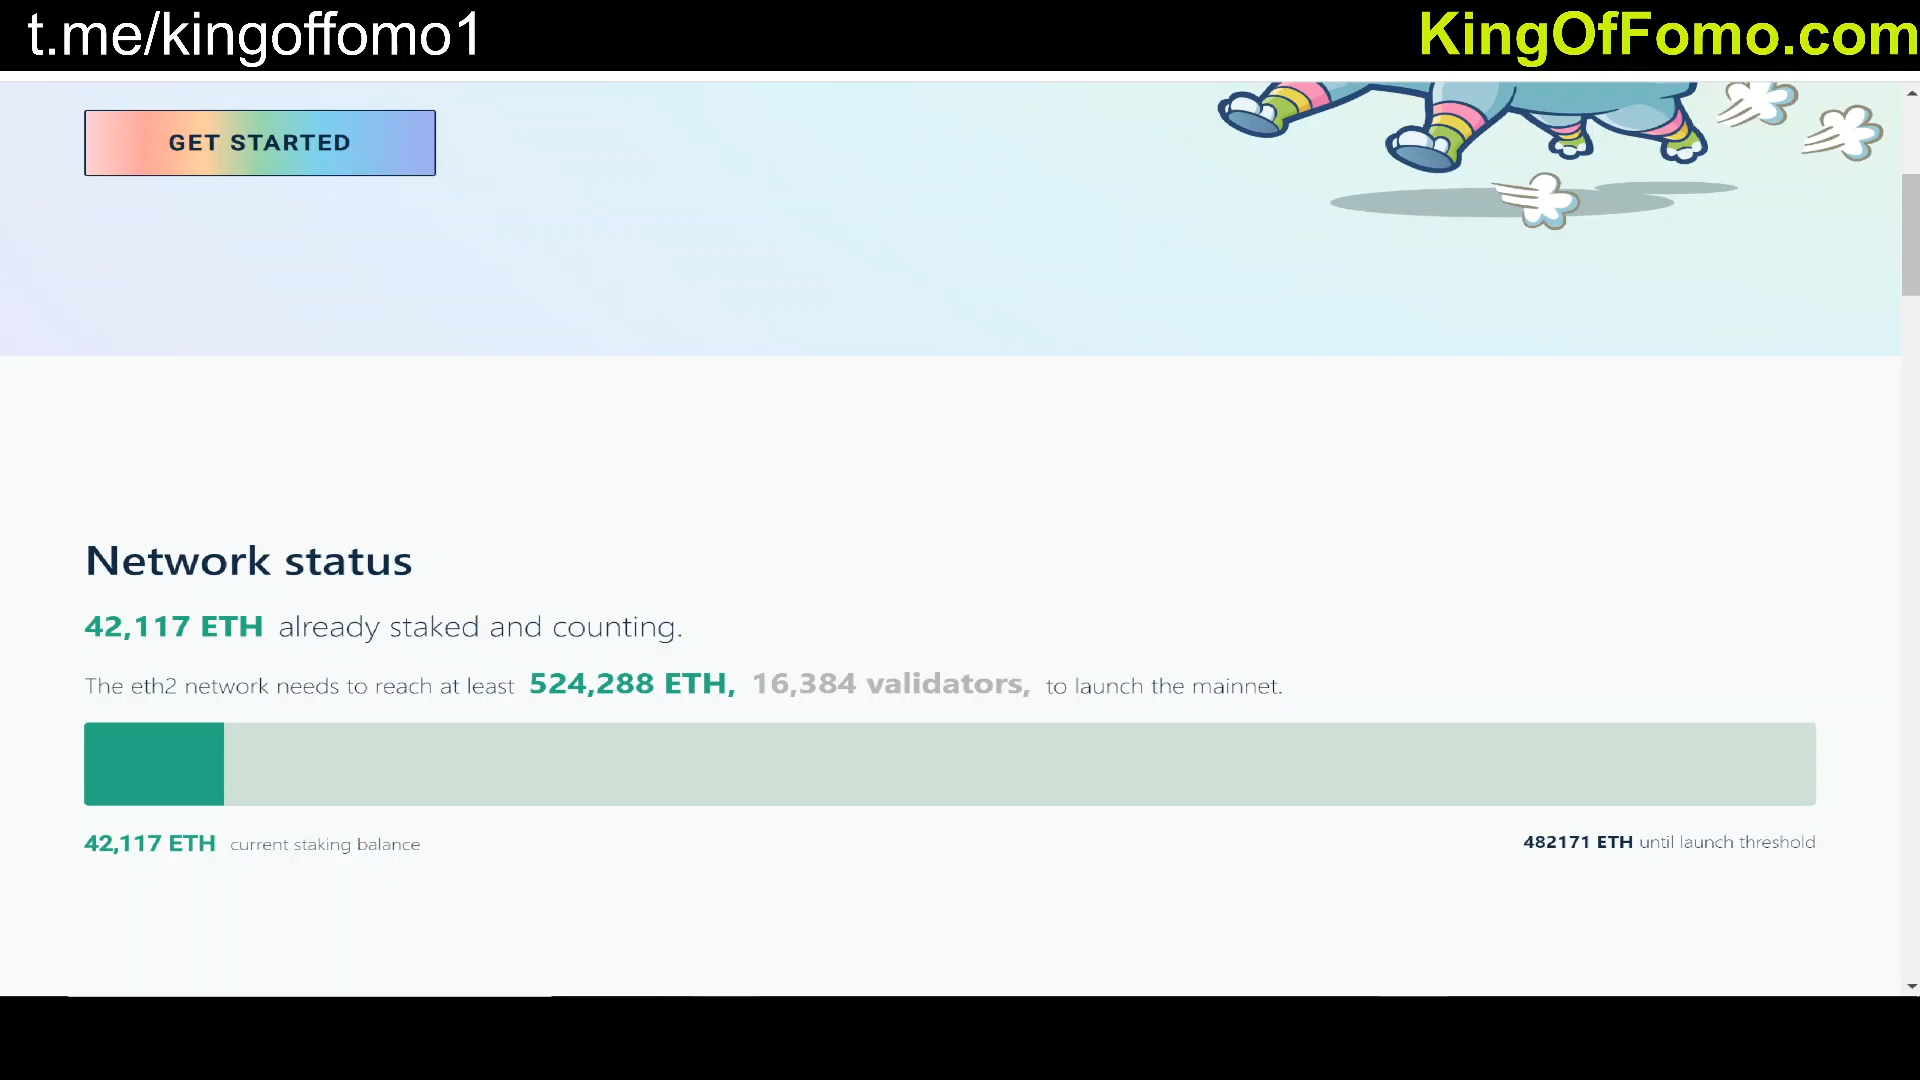 t.me/kingoffomo1
KingOfFomo.com
GET STARTED
Network status
42,117 ETH already staked and counting.
The eth2 network needs to reach at least 524,288 ETH, 16,384 validators, to launch the mainnet.
42,117 ETH current staking balance
482171 ETH until launch threshold